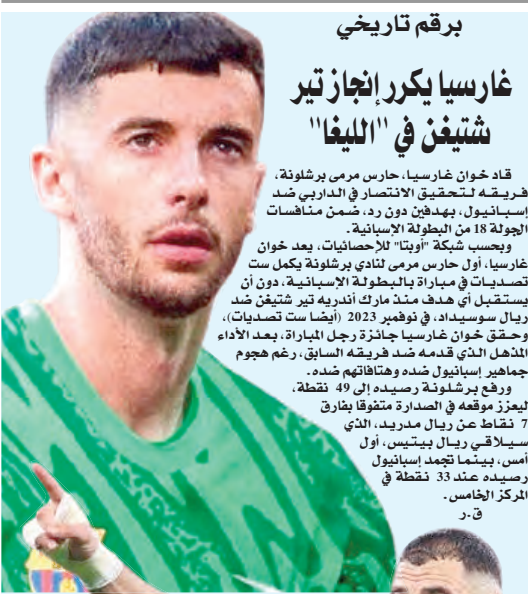 برقم تاريخي
غارسيا يكرر إنجاز تير
شتيغن في "الليغا"
قاد خوان غارسيا، حارس مرمى برشلونة،
فريقه لتحقيق الانتصار في الداربي ضد
إسبانيول، بهدفين دون رد، ضمن منافسات
الجولة 18 من البطولة الإسبانية.
وبحسب شبكة "أوبتا" للإحصائيات، يعد خوان
غارسيا، أول حارس مرمى لنادي برشلونة يكمل ست
تصديات في مباراة بالبطولة الإسبانية، دون أن
يستقبل أي هدف منذ مارك أندريه تير شتيغن ضد
ريال سوسيداد، في نوفمبر 2023 (أيضا ست تصديات)،
وحقق خوان غارسيا جائزة رجل المباراة، بعد الأداء
المذهل الذي قدمه ضد فريقه السابق، رغم هجوم
جماهير إسبانيول ضده وهتافاتهم ضده.
ورفع برشلونة رصيده إلى 49 نقطة،
ليعزز موقعه في الصدارة متفوقا بفارق
7 نقاط عن ريال مدريد، الذي
سيلاقي ريال بيتيس، أول
أمس، بينما تجمد إسبانيول
رصيده عند 33 نقطة في
المركز الخامس.
ق.ر